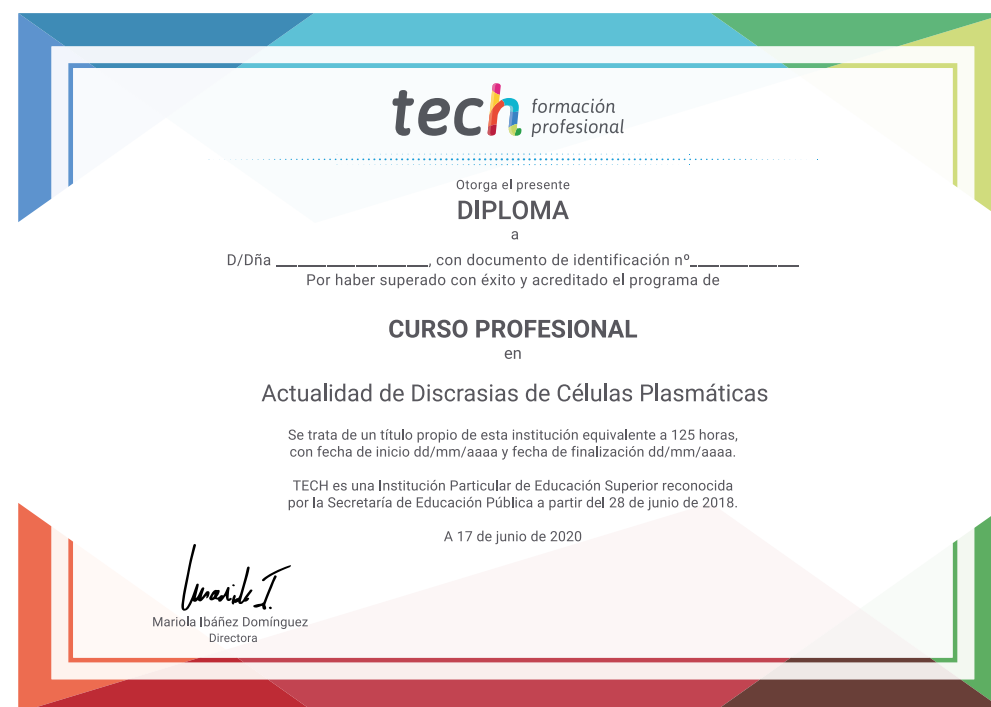 tech formación
profesional
Otorga el presente
DIPLOMA
a
D/Dña ____________________, con documento de identificación nº______________
Por haber superado con éxito y acreditado el programa de
CURSO PROFESIONAL
en
Actualidad de Discrasias de Células Plasmáticas
Se trata de un título propio de esta institución equivalente a 125 horas,
con fecha de inicio dd/mm/aaaa y fecha de finalización dd/mm/aaaa.
TECH es una Institución Particular de Educación Superior reconocida
por la Secretaría de Educación Pública a partir del 28 de junio de 2018.
A 17 de junio de 2020
Mariola I.
Mariola Ibáñez Domínguez
Directora